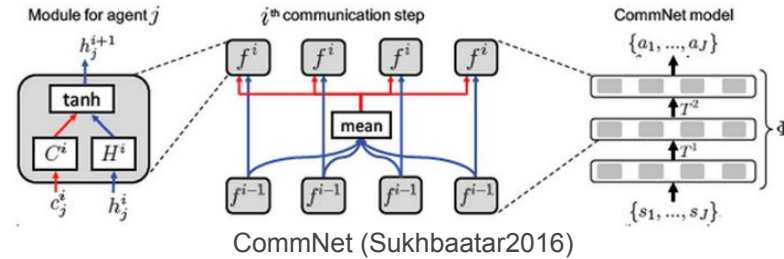 Module for agent j
h_j^{i+1}
tanh
C^i H^i
c_j^i h_j^i
i^{th} communication step
f^i f^i f^i f^i
mean
f^{i-1} f^{i-1} f^{i-1} f^{i-1}
CommNet model
{a_1, ..., a_J}
T^2
T^1
{s_1, ..., s_J}
CommNet (Sukhbaatar2016)